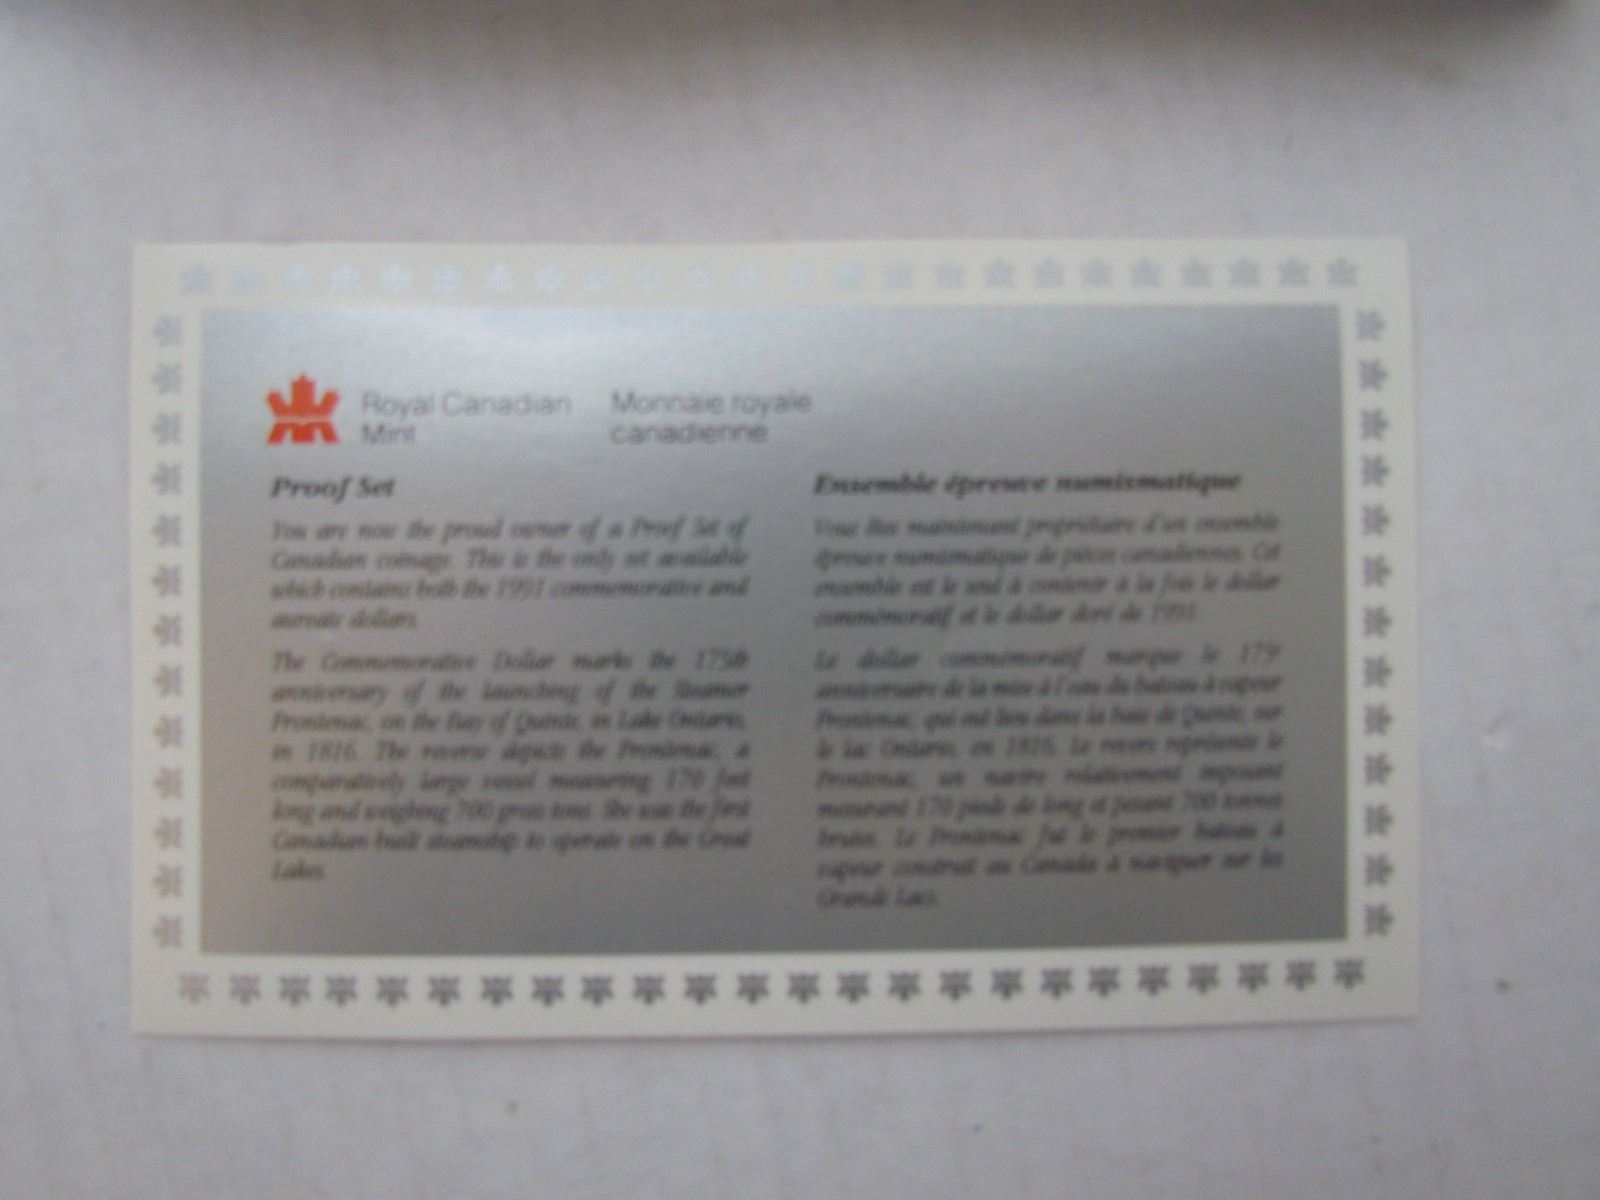 Royal Canadian
Mint
Monnaie royale
canadienne
Proof Set
You are now the proud owner of a Proof Set of
Canadian coinage. This is the only set available
which contains both the 1991 commemorative and
aureate dollars.
The Commemorative Dollar marks the 175th
anniversary of the launching of the Steamer
Frontenac, on the Bay of Quinte, in Lake Ontario,
in 1816. The reverse depicts the Frontenac, a
comparatively large vessel measuring 170 feet
long and weighing 700 gross tons. She was the first
Canadian-built steamship to operate on the Great
Lakes.
Ensemble épreuve numismatique
Vous êtes maintenant propriétaire d'un ensemble
épreuve numismatique de pièces canadiennes. Cet
ensemble est le seul à contenir à la fois le dollar
commémoratif et le dollar doré de 1991.
Le dollar commémoratif marque le 175e
anniversaire de la mise à l'eau du bateau à vapeur
Frontenac, qui eut lieu dans la baie de Quinte, sur
le lac Ontario, en 1816. Le revers représente le
Frontenac, un navire relativement imposant
mesurant 170 pieds de long et pesant 700 tonnes
brutes. Le Frontenac fut le premier bateau à
vapeur construit au Canada à naviguer sur les
Grands Lacs.